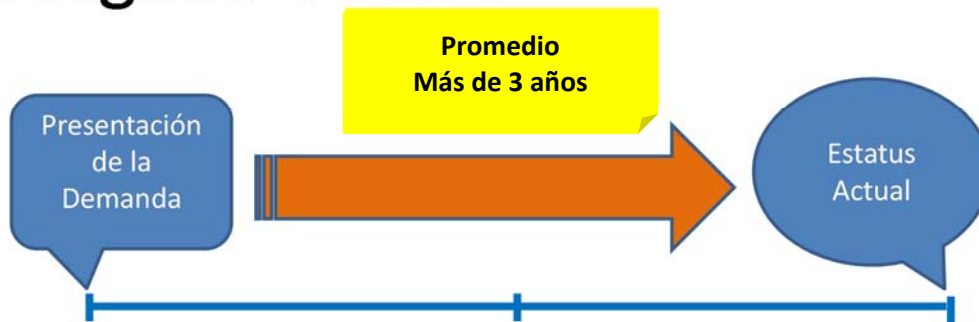 Promedio
Más de 3 años
Presentación
de la
Demanda
Estatus
Actual